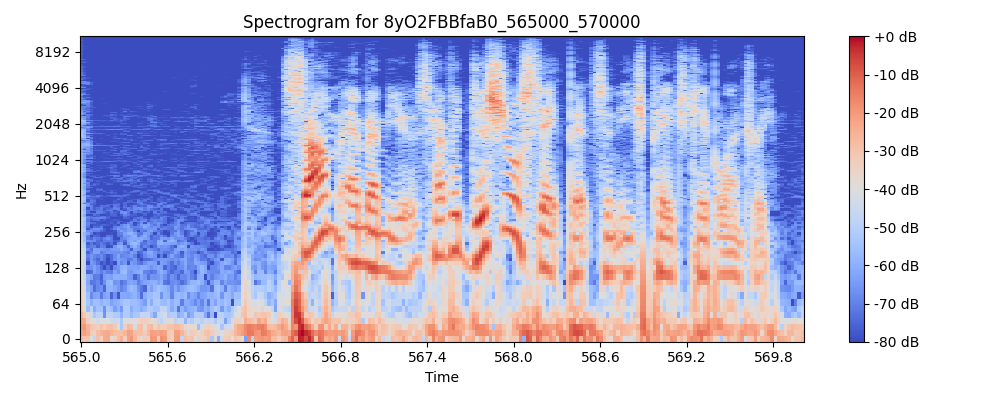 Spectrogram for 8yO2FBBfaB0_565000_570000
Hz
8192
4096
2048
1024
512
256
128
64
0
565.0 565.6 566.2 566.8 567.4 568.0 568.6 569.2 569.8
Time
+0 dB
-10 dB
-20 dB
-30 dB
-40 dB
-50 dB
-60 dB
-70 dB
-80 dB